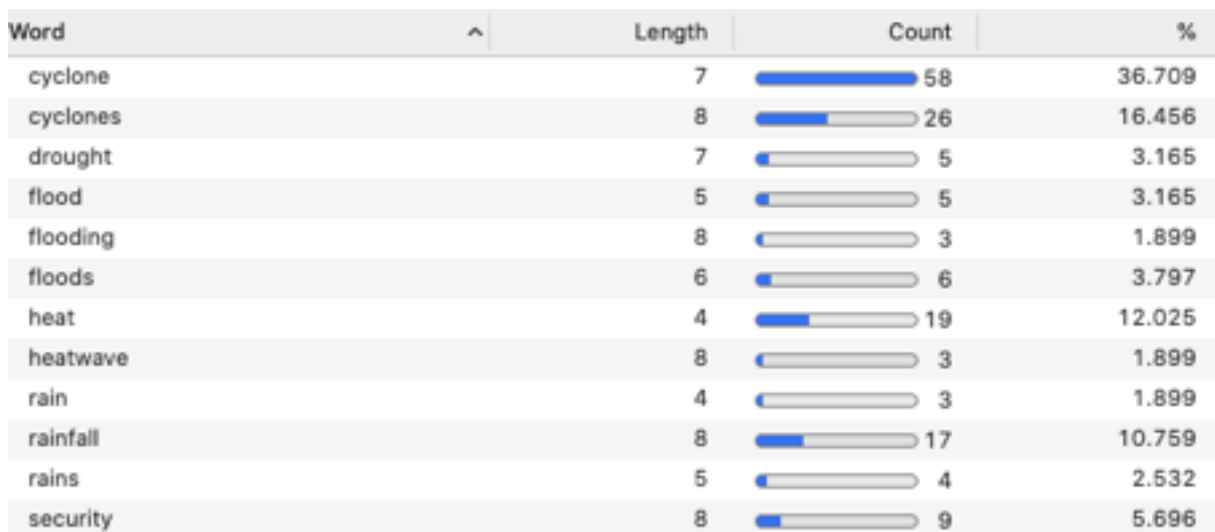 Word ^ Length Count %
cyclone 7 58 36.709
cyclones 8 26 16.456
drought 7 5 3.165
flood 5 5 3.165
flooding 8 3 1.899
floods 6 6 3.797
heat 4 19 12.025
heatwave 8 3 1.899
rain 4 3 1.899
rainfall 8 17 10.759
rains 5 4 2.532
security 8 9 5.696